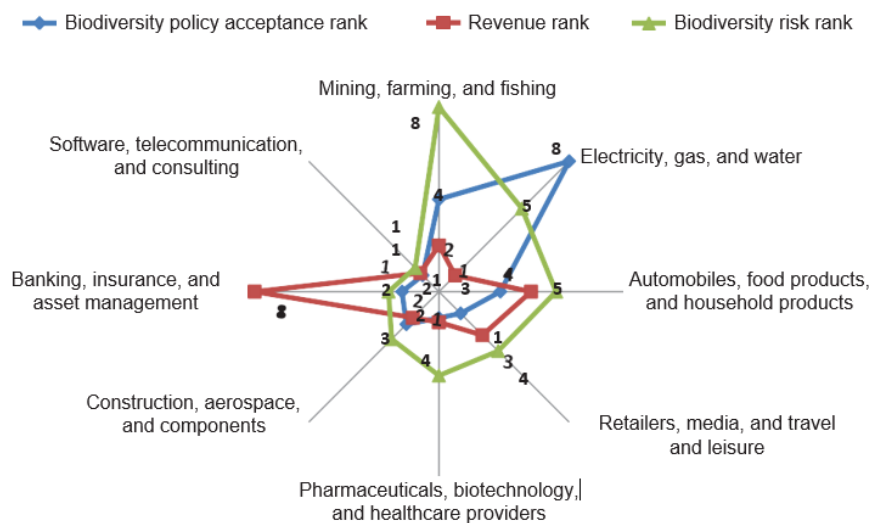 Biodiversity policy acceptance rank
Revenue rank
Biodiversity risk rank
Mining, farming, and fishing
8
Software, telecommunication,
and consulting
8
Electricity, gas, and water
4
5
1
2
1
1
1
Banking, insurance, and
asset management
2
2
1
3
4
5
Automobiles, food products,
and household products
8
2
3
2
1
1
4
3
4
Construction, aerospace,
and components
Retailers, media, and travel
and leisure
Pharmaceuticals, biotechnology,
and healthcare providers